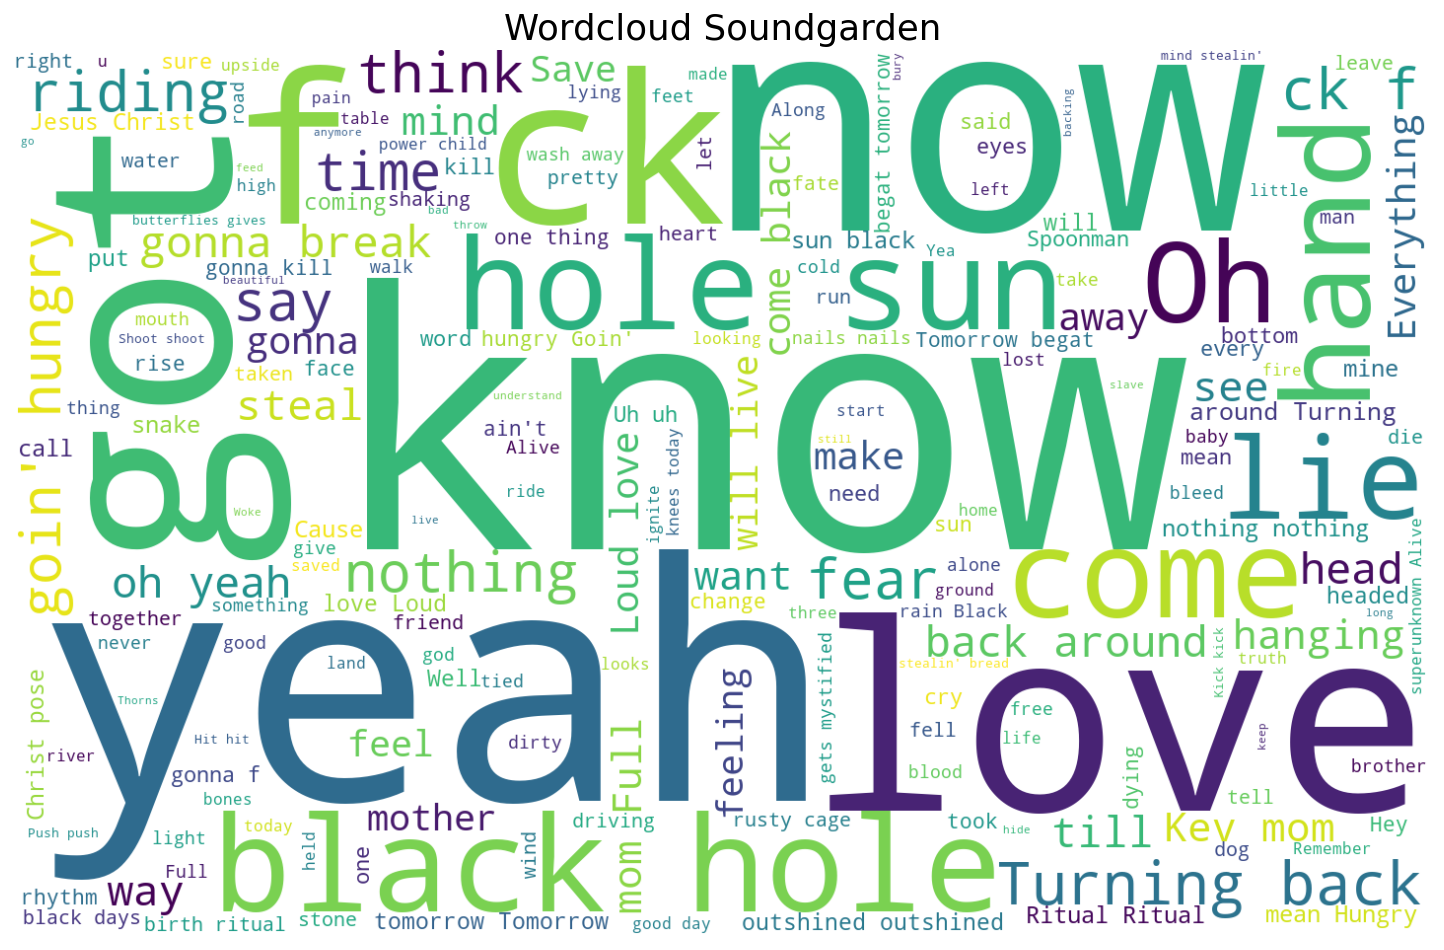 Wordcloud Soundgarden
right
u
sure
upside
think
Save
made
now
mind stealin'
leave
riding
road
f ck
pain
lying
feet
bury
ck f
Jesus Christ
table
mind
Along
backing
go
anymore
power child
said
water
time
kill
wash away
let
eyes
begat tomorrow
hand
Everything
feed
high
pretty
fate
left
little
coming
shaking
bad
come black
got
butterflies gives
throw
will
man
put
gonna break
one thing
heart
sun black
Yea
Spoonman
Oh
hungry
gonna kill
walk
hole sun
cold
take
beautiful
say
run
away
mouth
Shoot shoot
gonna
word
hungry Goin'
looking
nails nails
Tomorrow begat
bottom
rise
every
taken
face
know
lost
fire
mine
steal
understand
slave
see
thing
snake
Uh uh
start
around Turning
call
ain't
Alive
still
make
baby
die
goin'
mean
lie
ride
Loud love
knees today
will live
need
bleed
Woke
live
ignite
home
Cause
sun
nothing nothing
give
saved
oh yeah
nothing
want
fear
alone
come
head
superunknown Alive
something
love Loud
change
ground
headed
together
friend
three
rain Black
long
never
good
yeah
love
back around
hanging
land
god
looks
stealin' bread
Kick kick
truth
Christ pose
Thorns
Well
tied
feeling
gets mystified
cry
free
river
Hit hit
feel
dirty
fell
life
keep
gonna f
blood
brother
bones
mom Full
dying
tell
Push push
light
today
mother
driving
rusty cage
took
hide
till
Key mom
Hey
held
black hole
wind
dog
Remember
rhythm
way
Full
one
Turning back
black days
birth ritual
stone
tomorrow Tomorrow
good day
outshined outshined
Ritual Ritual
mean Hungry